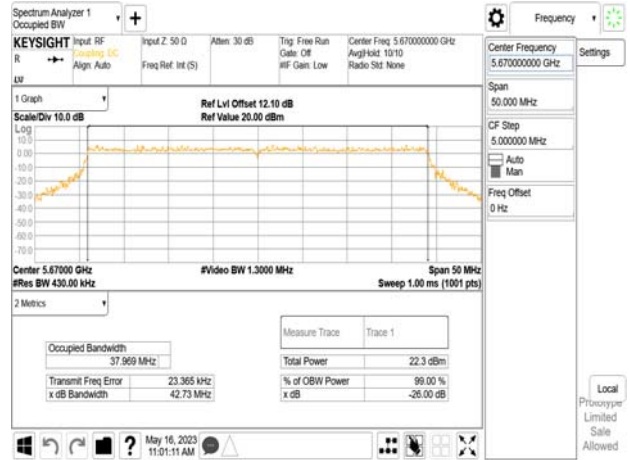 Spectrum Analyzer 1
Occupied BW
Frequency
KEYSIGHT
Input: RF
Coupling: DC
Align: Auto
Input Z: 50 Ω
Freq Ref: Int (S)
Atten: 30 dB
Trig: Free Run
Gate: Off
#IF Gain: Low
Center Freq: 5.670000000 GHz
Avg|Hold: 10/10
Radio Std: None
R
Center Frequency
5.670000000 GHz
Settings
Span
50.000 MHz
CF Step
5.000000 MHz
Auto
Man
Freq Offset
0 Hz
1 Graph
Scale/Div 10.0 dB
Ref Lvl Offset 12.10 dB
Ref Value 20.00 dBm
Log
10.0
0.00
-10.0
-20.0
-30.0
-40.0
-50.0
-60.0
-70.0
Center 5.67000 GHz
#Video BW 1.3000 MHz
Span 50 MHz
#Res BW 430.00 kHz
Sweep 1.00 ms (1001 pts)
2 Metrics
Measure Trace
Trace 1
Occupied Bandwidth
37.969 MHz
Total Power
22.3 dBm
Transmit Freq Error
23.365 kHz
% of OBW Power
99.00 %
x dB Bandwidth
42.73 MHz
x dB
-26.00 dB
Local
Prototype
Limited
Sale
Allowed
?
May 16, 2023
11:01:11 AM